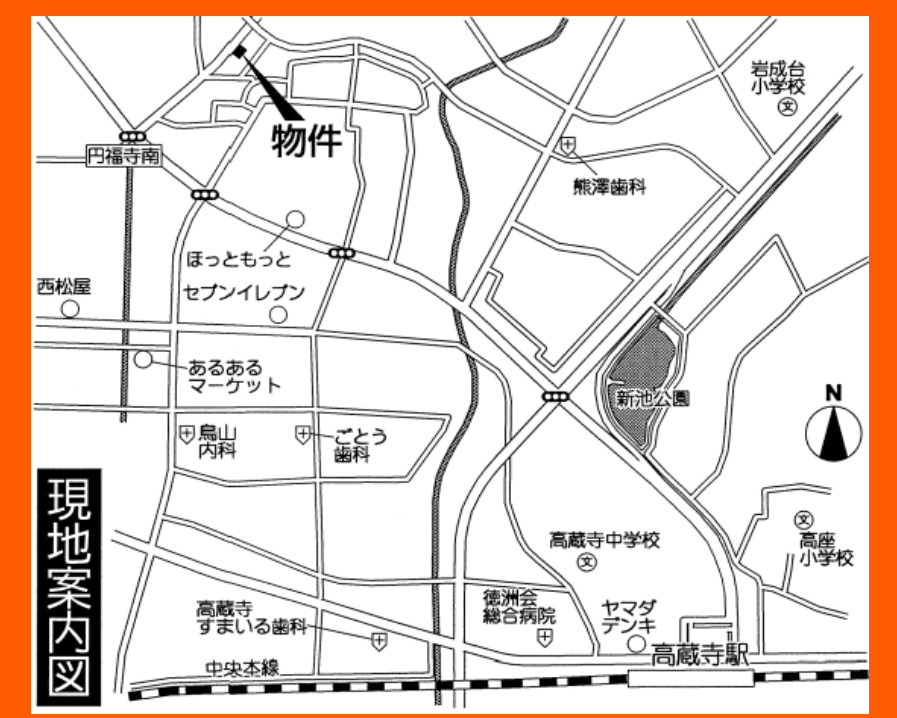 岩成台
小学校
文
物件
円福寺南
熊澤歯科
ほっともっと
西松屋
セブンイレブン
あるある
マーケット
新池公園
N
鳥山
内科
ごとう
歯科
現地案内図
文
高座
小学校
高蔵寺中学校
文
徳洲会
総合病院
ヤマダ
デンキ
高蔵寺
すまいる歯科
中央本線
高蔵寺駅